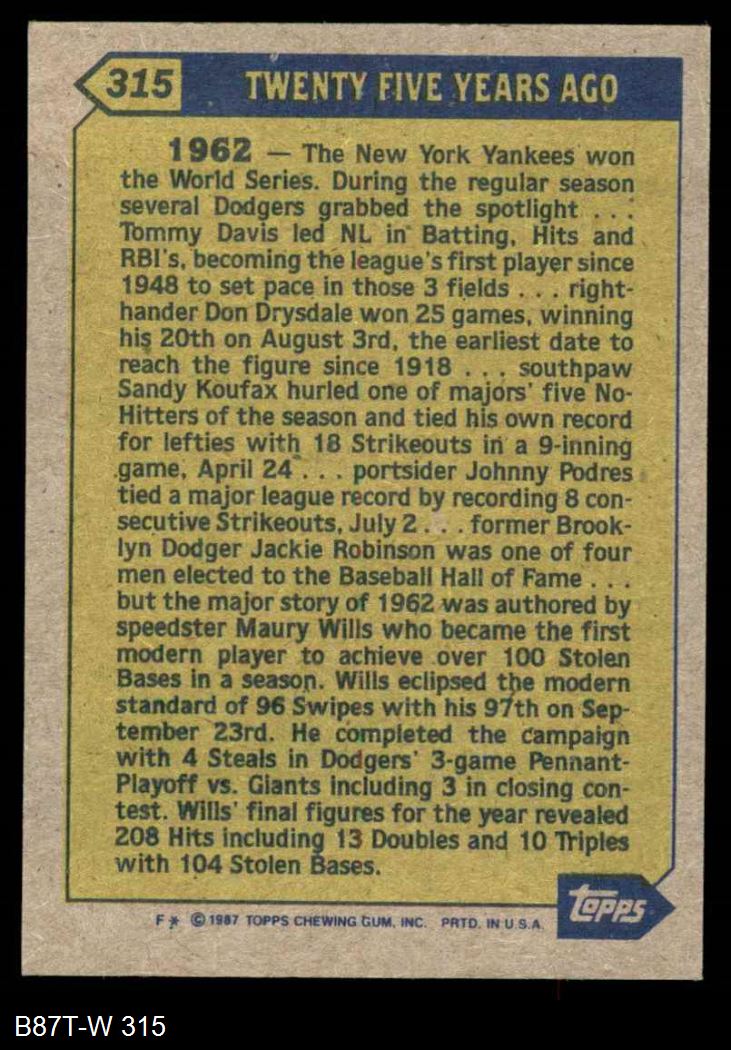 315 TWENTY FIVE YEARS AGO
1962 — The New York Yankees won
the World Series. During the regular season
several Dodgers grabbed the spotlight . . .
Tommy Davis led NL in Batting, Hits and
RBI's, becoming the league's first player since
1948 to set pace in those 3 fields . . . right-
hander Don Drysdale won 25 games, winning
his 20th on August 3rd, the earliest date to
reach the figure since 1918 . . . southpaw
Sandy Koufax hurled one of majors' five No-
Hitters of the season and tied his own record
for lefties with 18 Strikeouts in a 9-inning
game, April 24 . . . portsider Johnny Podres
tied a major league record by recording 8 con-
secutive Strikeouts, July 2 . . . former Brook-
lyn Dodger Jackie Robinson was one of four
men elected to the Baseball Hall of Fame . . .
but the major story of 1962 was authored by
speedster Maury Wills who became the first
modern player to achieve over 100 Stolen
Bases in a season. Wills eclipsed the modern
standard of 96 Swipes with his 97th on Sep-
tember 23rd. He completed the campaign
with 4 Steals in Dodgers' 3-game Pennant-
Playoff vs. Giants including 3 in closing con-
test. Wills' final figures for the year revealed
208 Hits including 13 Doubles and 10 Triples
with 104 Stolen Bases.
topps
F* © 1987 TOPPS CHEWING GUM, INC. PRTD. IN U.S.A.
B87T-W 315